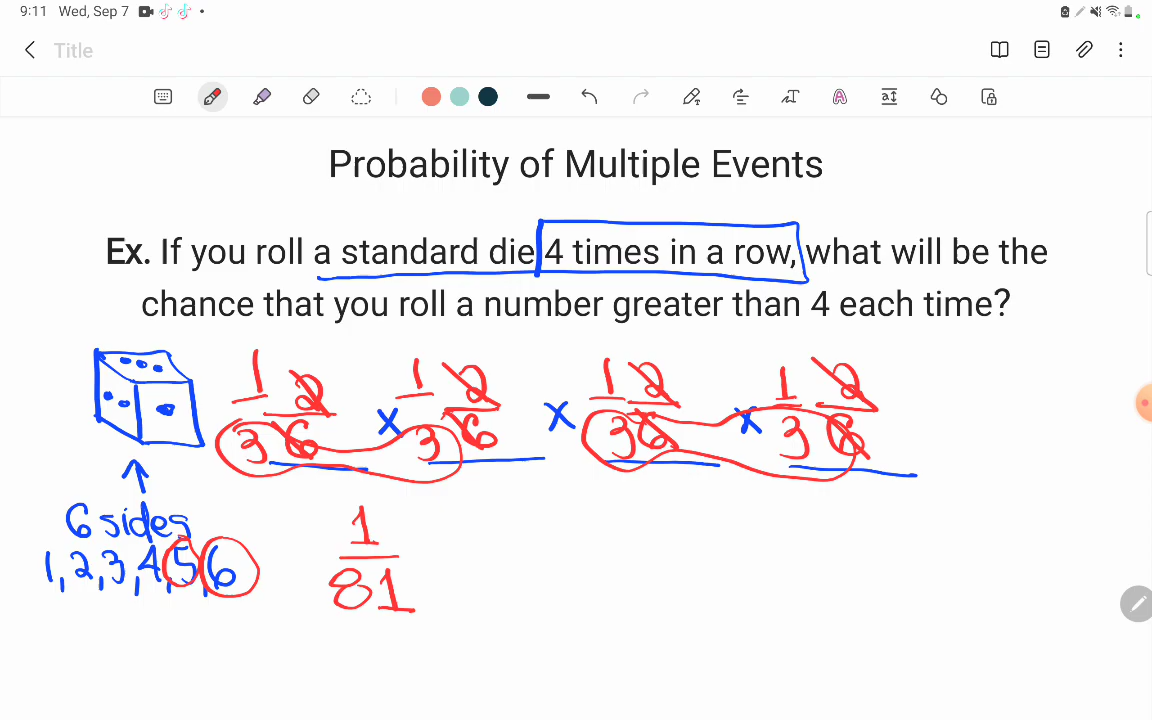 9:11 Wed, Sep 7
Title
Probability of Multiple Events
Ex. If you roll a standard die 4 times in a row, what will be the
chance that you roll a number greater than 4 each time?
1 2 × 1 2 × 1 2 × 1 2
3 6 3 6 3 6 3 6
6 sides
1,2,3,4,5,6
1
81